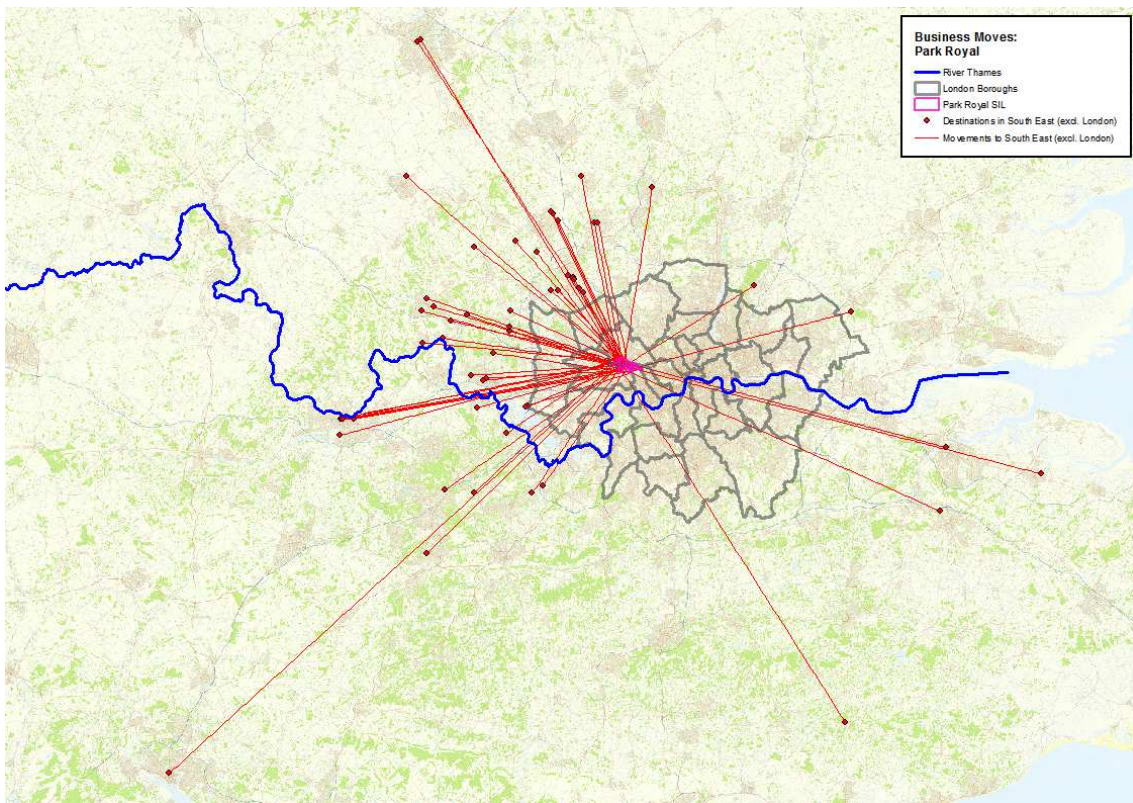 Business Moves:
Park Royal
River Thames
London Boroughs
Park Royal SIL
Destinations in South East (excl. London)
Movements to South East (excl. London)